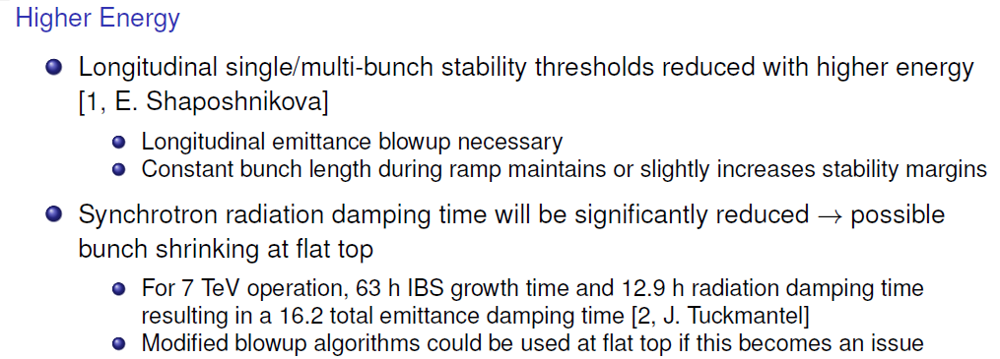 Higher Energy
Longitudinal single/multi-bunch stability thresholds reduced with higher energy
[1, E. Shaposhnikova]
Longitudinal emittance blowup necessary
Constant bunch length during ramp maintains or slightly increases stability margins
Synchrotron radiation damping time will be significantly reduced → possible
bunch shrinking at flat top
For 7 TeV operation, 63 h IBS growth time and 12.9 h radiation damping time
resulting in a 16.2 total emittance damping time [2, J. Tuckmantel]
Modified blowup algorithms could be used at flat top if this becomes an issue